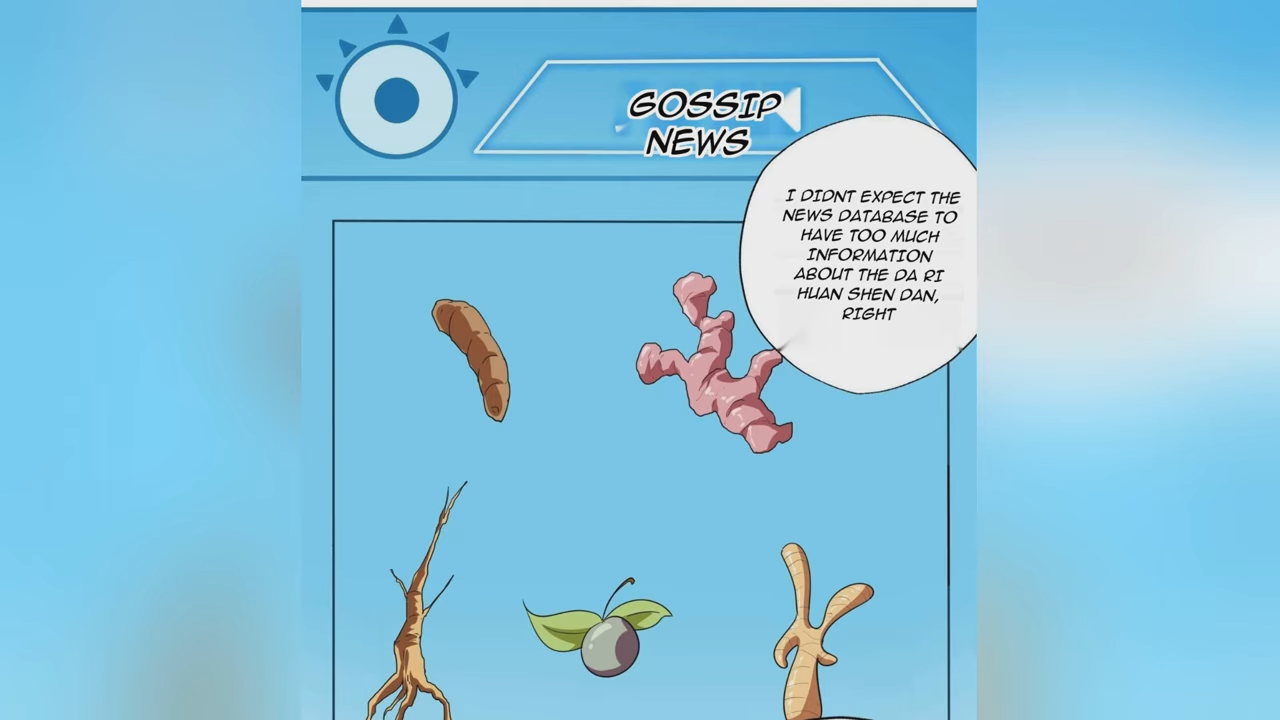 GOSSIP
NEWS
I DIDNT EXPECT THE
NEWS DATABASE TO
HAVE TOO MUCH
INFORMATION
ABOUT THE DA RI
HUAN SHEN DAN,
RIGHT